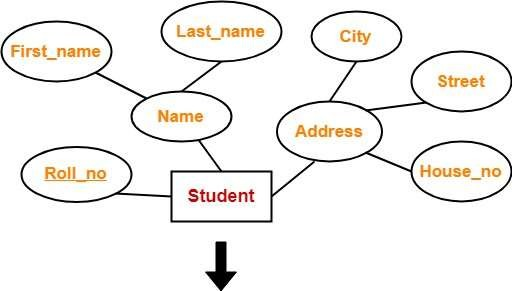 First_name
Last_name
City
Street
Name
Address
Roll_no
Student
House_no